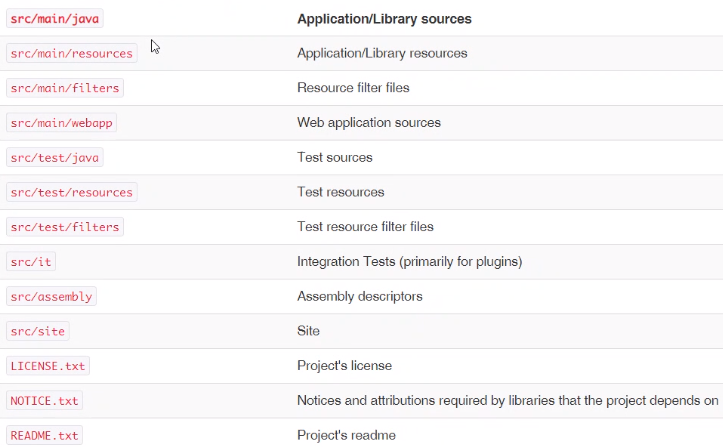 src/main/java Application/Library sources
src/main/resources Application/Library resources
src/main/filters Resource filter files
src/main/webapp Web application sources
src/test/java Test sources
src/test/resources Test resources
src/test/filters Test resource filter files
src/it Integration Tests (primarily for plugins)
src/assembly Assembly descriptors
src/site Site
LICENSE.txt Project's license
NOTICE.txt Notices and attributions required by libraries that the project depends on
README.txt Project's readme